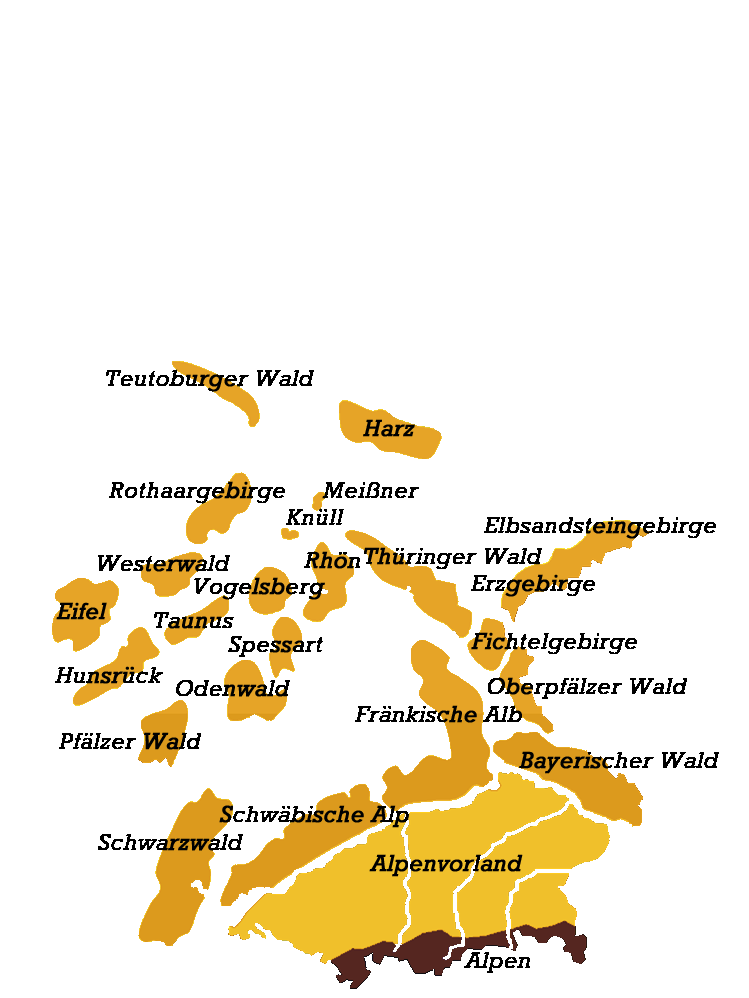 Teutoburger Wald
Harz
Rothaargebirge
Meißner
Knüll
Elbsandsteingebirge
Westerwald
Rhön
Thüringer Wald
Vogelsberg
Erzgebirge
Eifel
Taunus
Spessart
Fichtelgebirge
Hunsrück
Odenwald
Oberpfälzer Wald
Fränkische Alb
Pfälzer Wald
Bayerischer Wald
Schwäbische Alp
Schwarzwald
Alpenvorland
Alpen